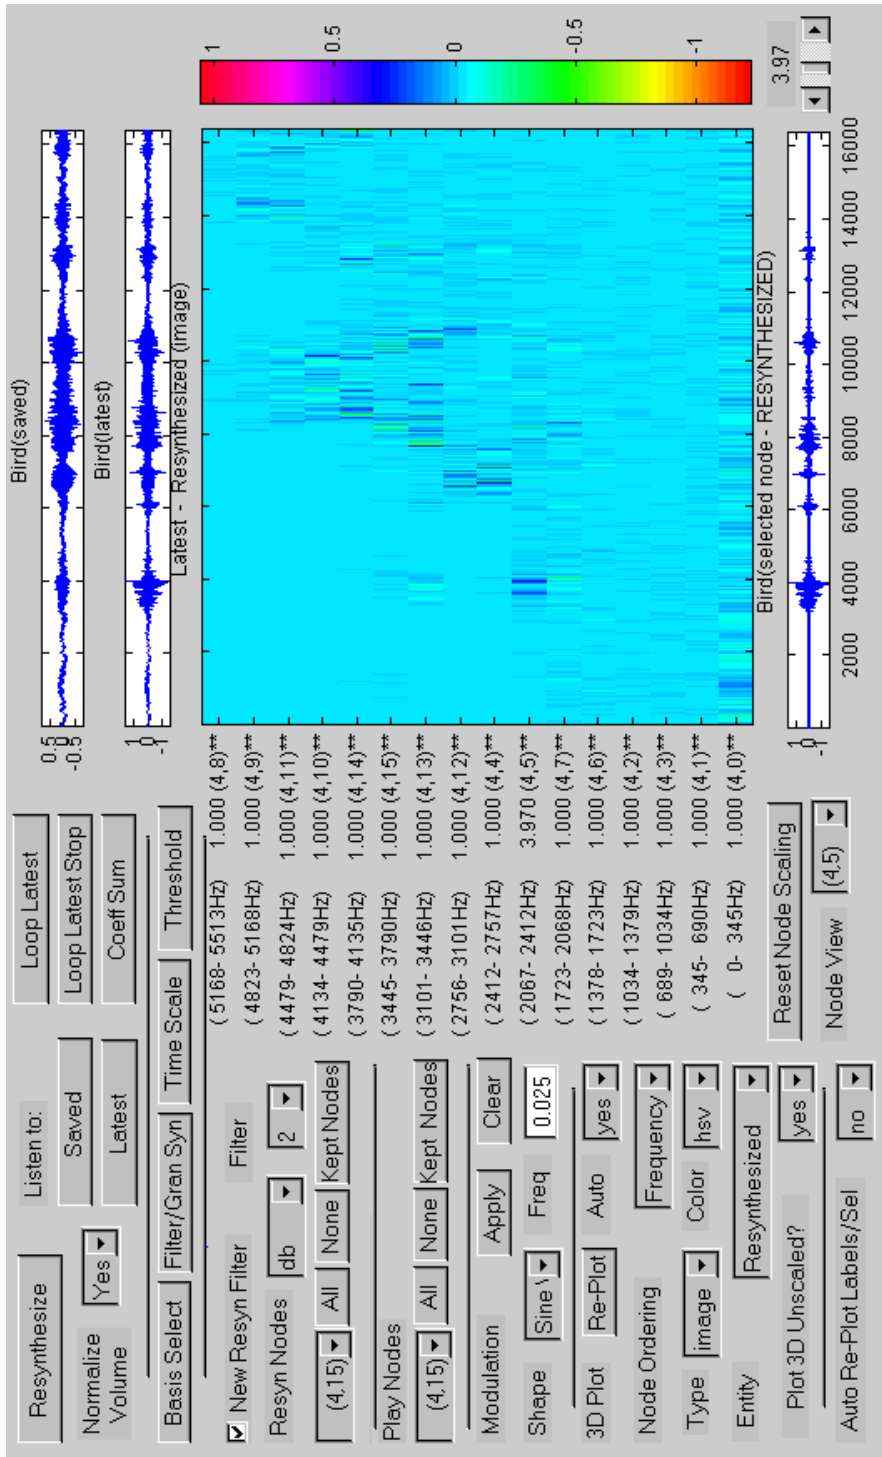 Resynthesize
Listen to:
Loop Latest
Normalize
Volume
Yes
Saved
Loop Latest Stop
Latest
Coeff Sum
Basis Select
Filter/Gran Syn
Time Scale
Threshold
New Resyn Filter
Filter
Resyn Nodes
db
2
(4.15)
All
None
Kept Nodes
Play Nodes
(4.15)
All
None
Kept Nodes
Modulation
Apply
Clear
Shape
Sine
Freq
0.025
3D Plot
Re-Plot
Auto
yes
Node Ordering
Frequency
Type
image
Color
hsv
Entity
Resynthesized
Plot 3D Unscaled?
yes
Auto Re-Plot Labels/Sel
no
( 5168- 5513Hz) 1.000 (4,8)***
( 4823- 5168Hz) 1.000 (4,9)***
( 4479- 4824Hz) 1.000 (4,11)***
(4134- 4479Hz) 1.000 (4,10)***
(3790- 4135Hz) 1.000 (4,14)***
( 3445- 3790Hz) 1.000 (4,15)***
( 3101- 3446Hz) 1.000 (4,13)***
( 2756- 3101Hz) 1.000 (4,12)***
( 2412- 2757Hz) 1.000 (4,4)***
( 2067- 2412Hz) 3.970 (4,5)***
(1723- 2068Hz) 1.000 (4,7)***
(1378- 1723Hz) 1.000 (4,6)***
(1034- 1379Hz) 1.000 (4,2)***
( 689- 1034Hz) 1.000 (4,3)***
( 345- 690Hz) 1.000 (4,1)***
( 0- 345Hz) 1.000 (4,0)***
Reset Node Scaling
Node View
(4,5)
Bird(saved)
0.5
0
-0.5
Bird(latest)
1
0
-1
Latest - Resynthesized (image)
1
0.5
0
-0.5
-1
Bird(selected node - RESYNTHESIZED)
1
0
-1
2000 4000 6000 8000 10000 12000 14000 16000
3.97